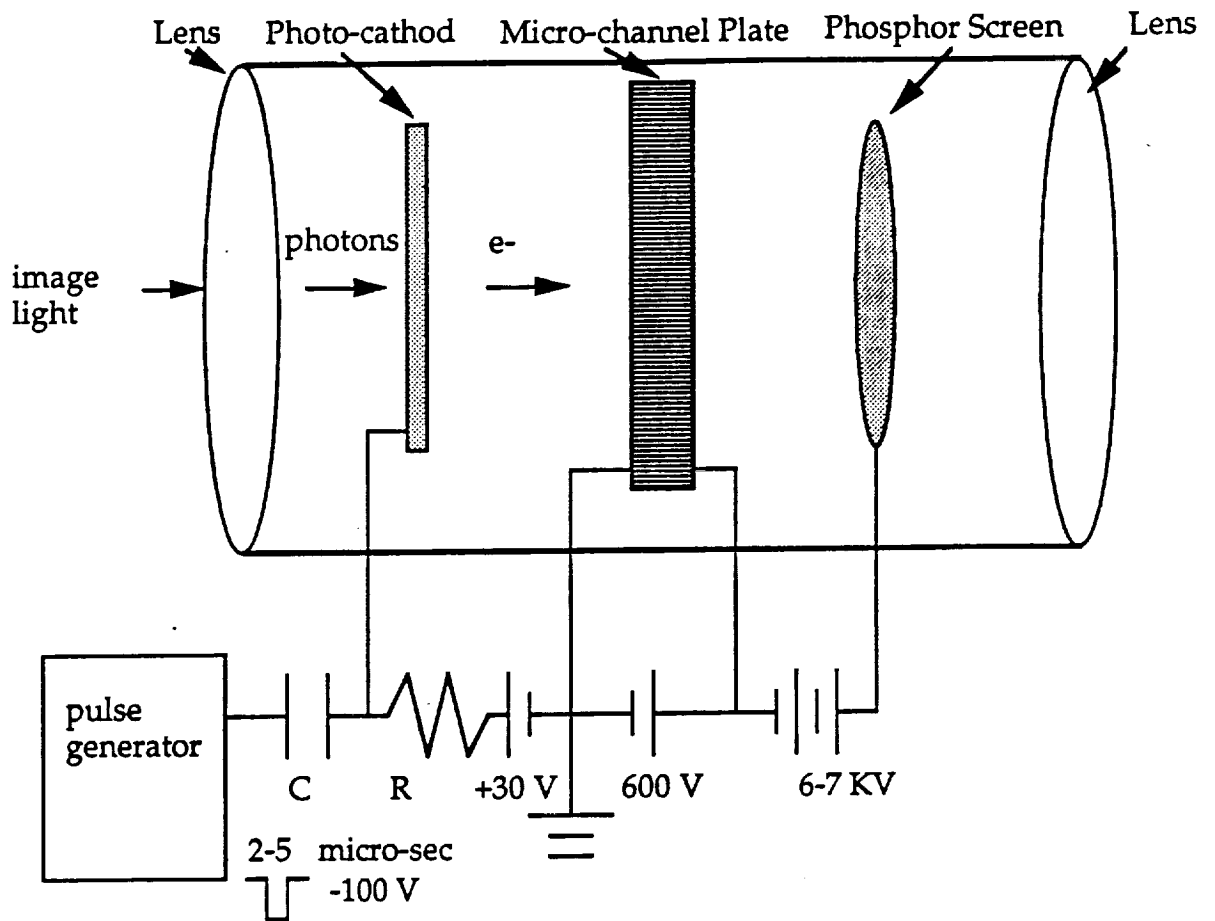 Lens Photo-cathod Micro-channel Plate Phosphor Screen Lens
photons e-
image
light
pulse
generator
C R +30 V 600 V 6-7 KV
2-5 micro-sec
-100 V